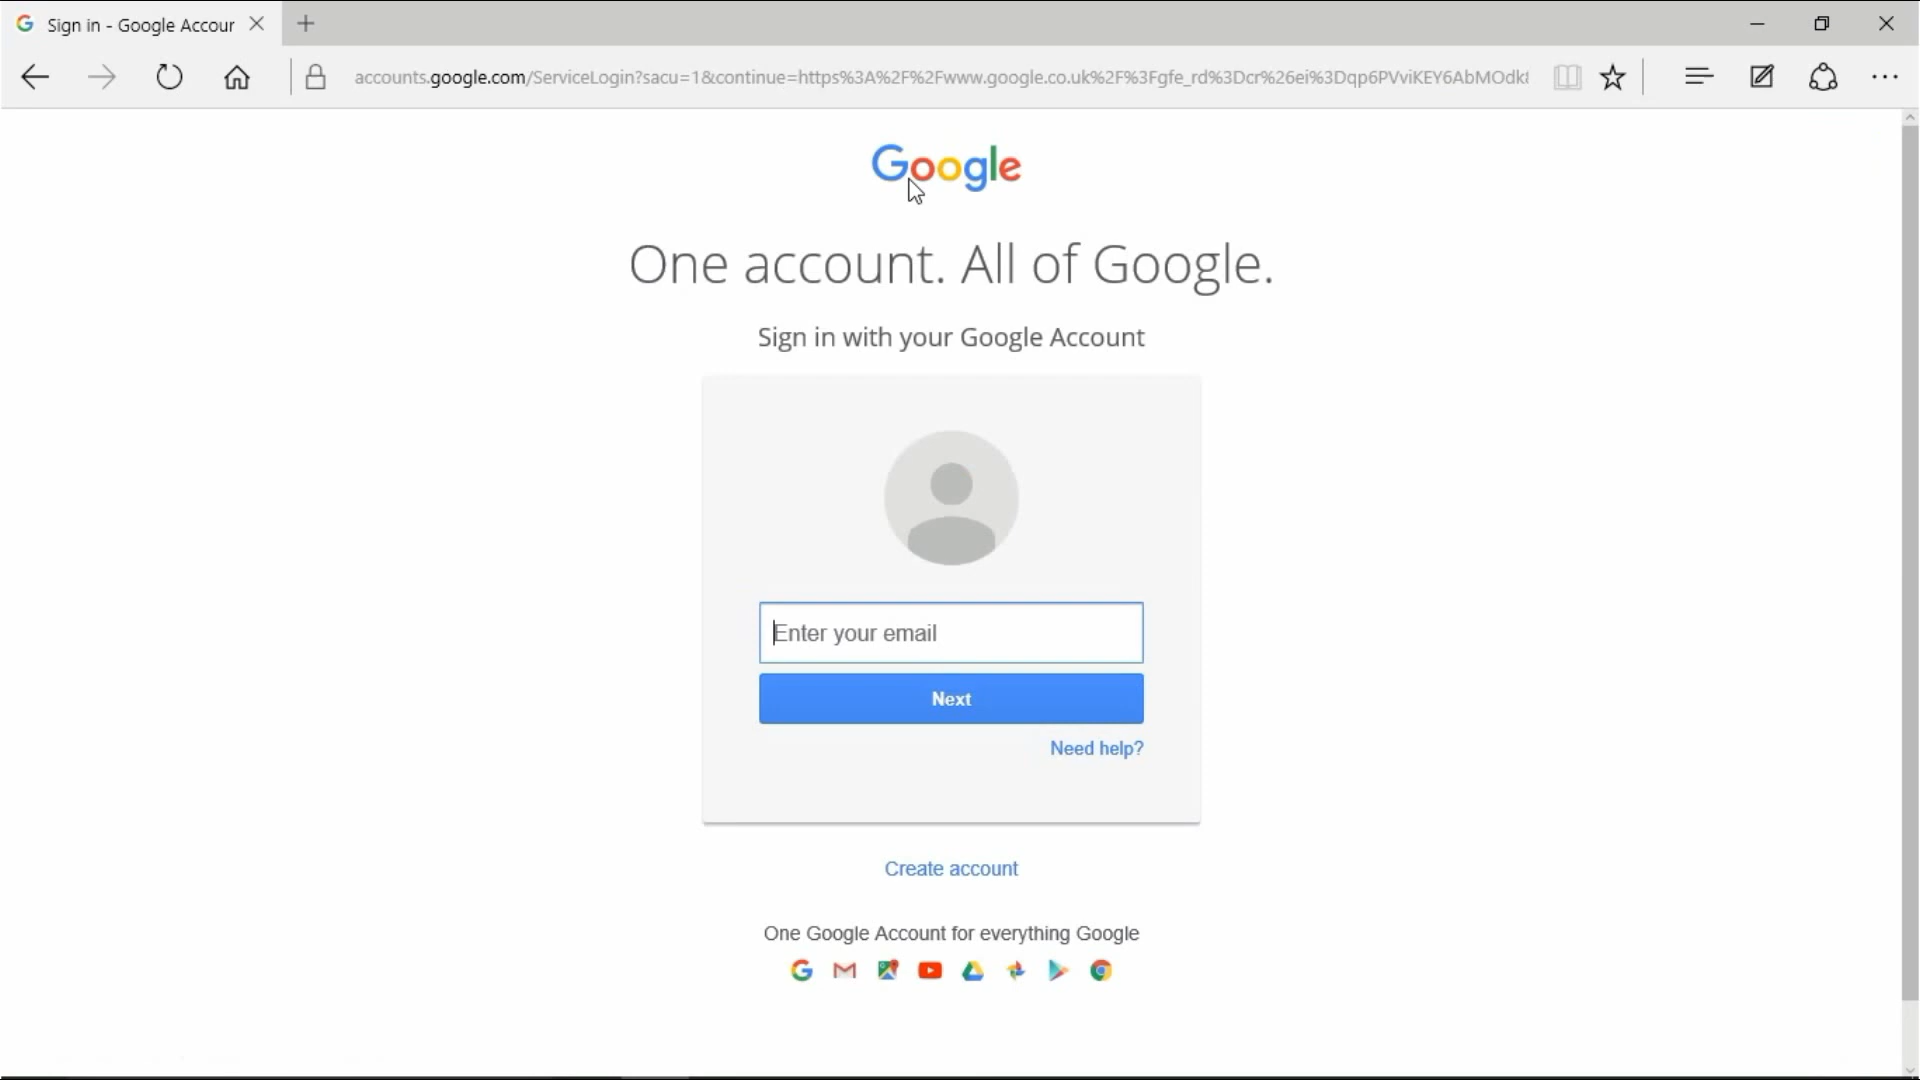 Sign in - Google Accour
accounts.google.com/ServiceLogin?sacu=1&continue=https%3A%2F%2Fwww.google.co.uk%2F%3Fgfe_rd%3Dcr%26ei%3Dqp6PVviKEY6AbMOdk8
Google
One account. All of Google.
Sign in with your Google Account
Enter your email
Next
Need help?
Create account
One Google Account for everything Google